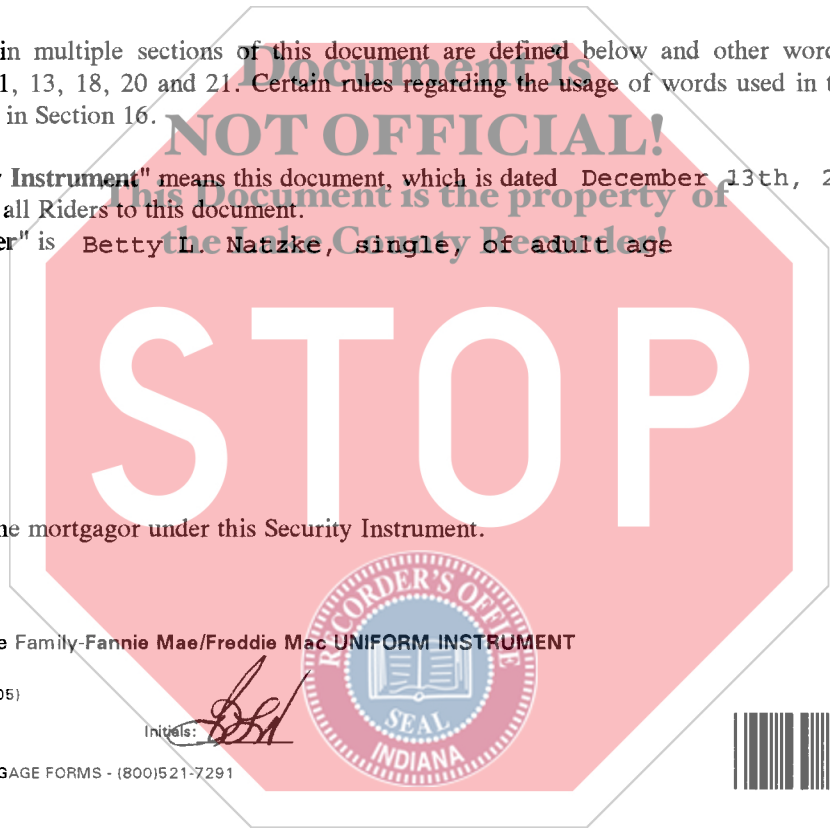 in multiple sections of this document are defined below and other wor
1, 13, 18, 20 and 21. Certain rules regarding the usage of words used in t
in Section 16.
Document is
NOT OFFICIAL!
This Document is the property of
the Lake County Recorder!
Instrument" means this document, which is dated December 13th, 2
all Riders to this document.
er" is Betty L. Natzke, single, of adult age
STOP
he mortgagor under this Security Instrument.
e Family-Fannie Mae/Freddie Mac UNIFORM INSTRUMENT
05)
Initials: BLN
GAGE FORMS - (800)521-7291
RECORDER'S OFFICE
SEAL
INDIANA